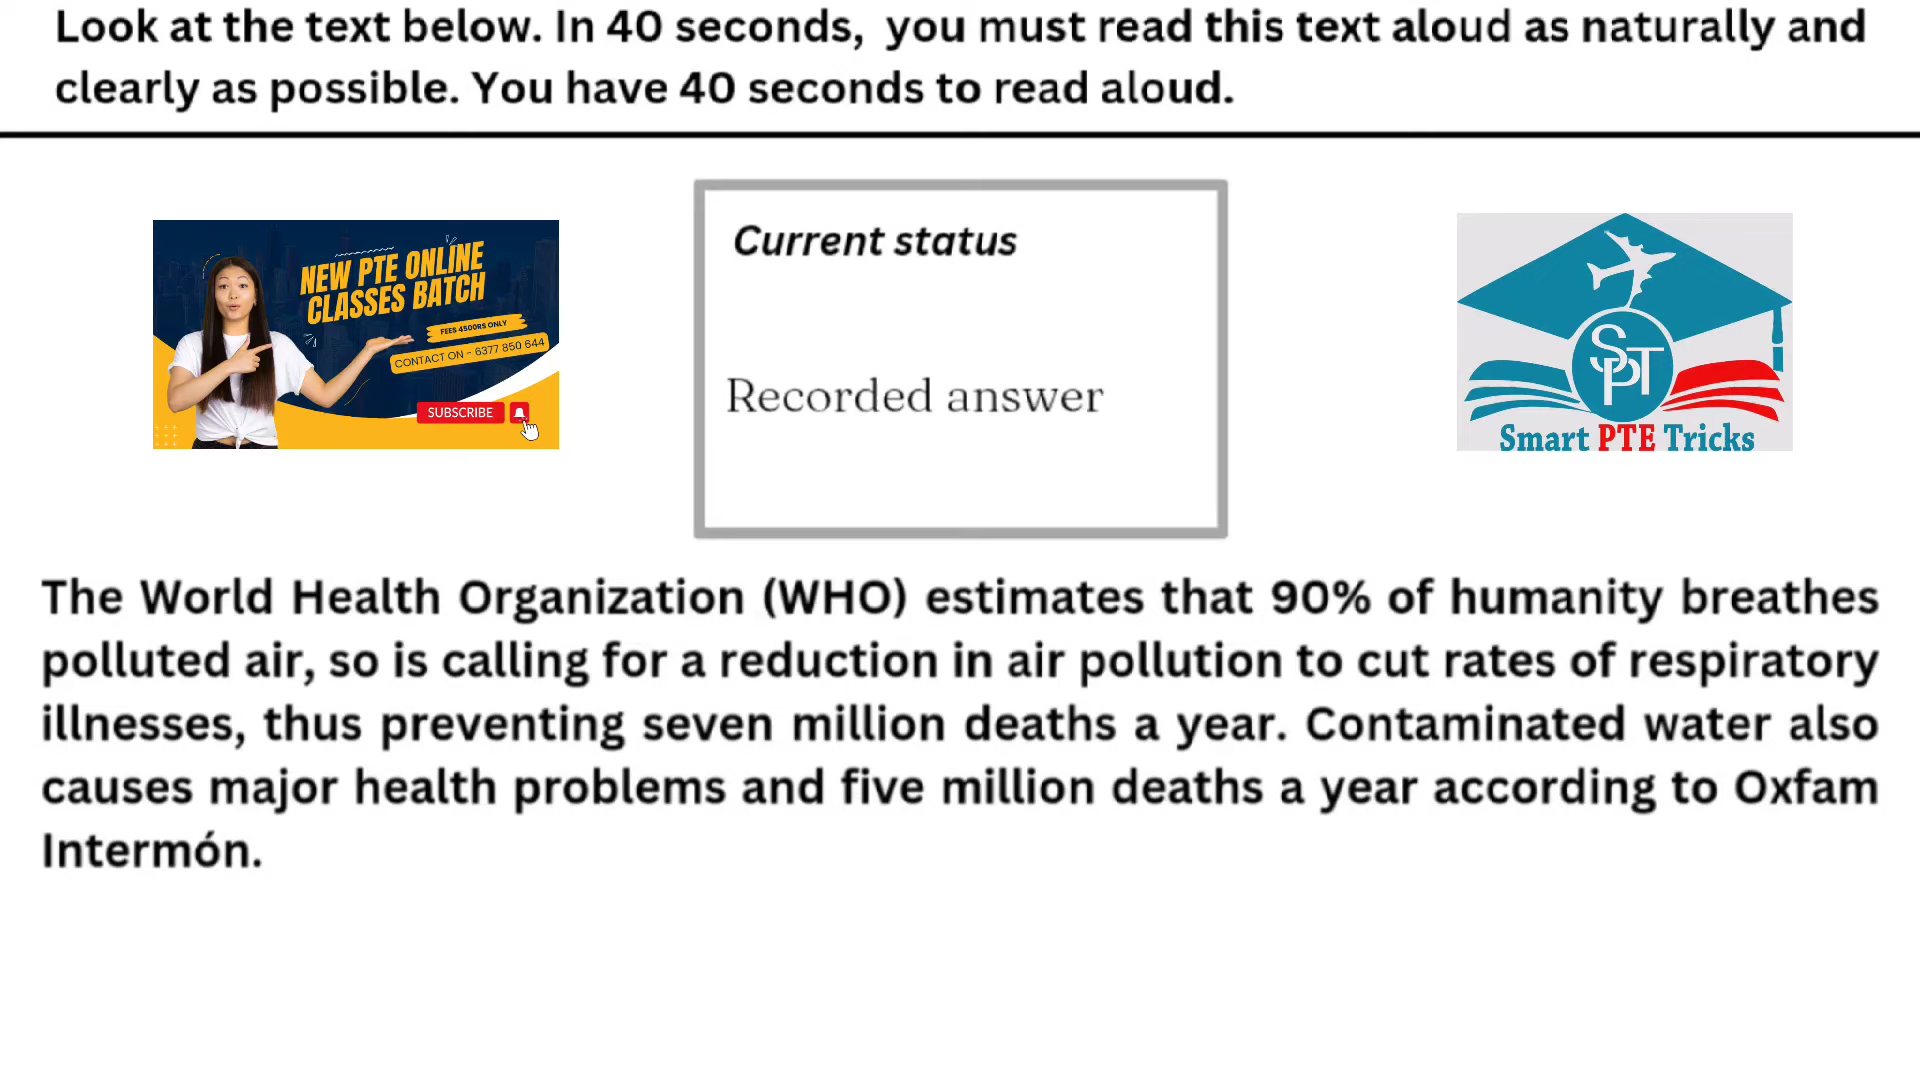 Look at the text below. In 40 seconds, you must read this text aloud as naturally and
clearly as possible. You have 40 seconds to read aloud.
NEW PTE ONLINE
CLASSES BATCH
FEES 4500RS ONLY
CONTACT ON - 6377 850 644
SUBSCRIBE
Current status
Recorded answer
SPT
Smart PTE Tricks
The World Health Organization (WHO) estimates that 90% of humanity breathes
polluted air, so is calling for a reduction in air pollution to cut rates of respiratory
illnesses, thus preventing seven million deaths a year. Contaminated water also
causes major health problems and five million deaths a year according to Oxfam
Intermón.